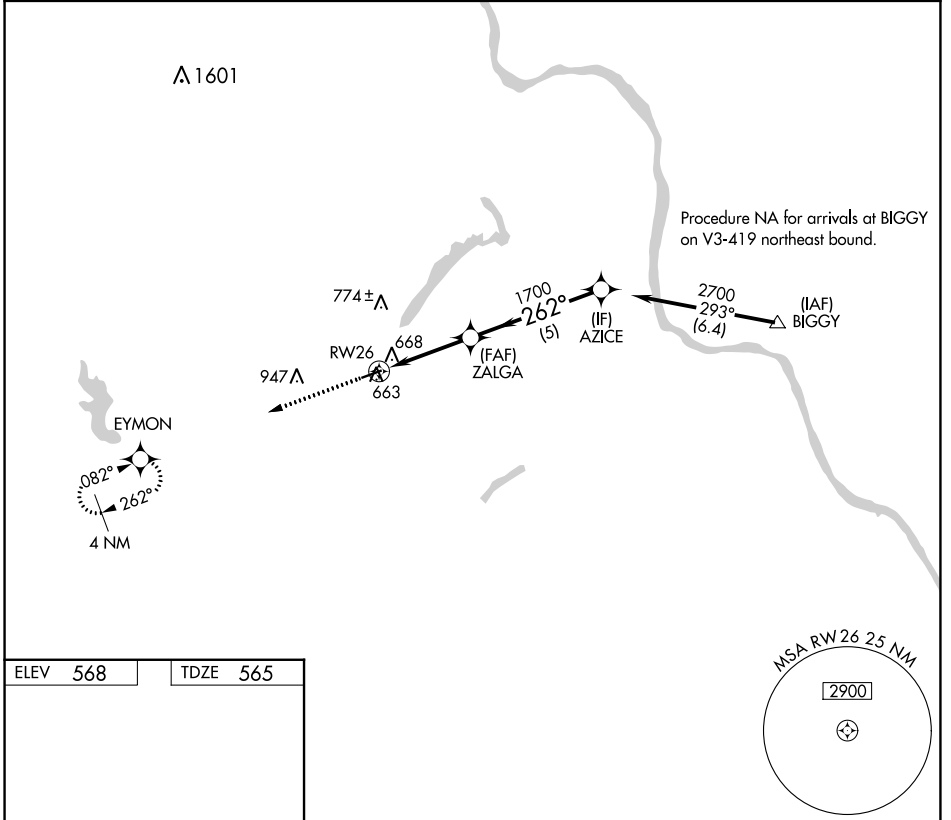 1601
Procedure NA for arrivals at BIGGY
on V3-419 northeast bound.
2700
293°
(6.4)
(IAF)
BIGGY
1700
262°
(5)
(IF)
AZICE
774±
668
RW26
(FAF)
ZALGA
947
663
EYMON
082°
262°
4 NM
ELEV 568
TDZE 565
MSA RW 26 25 NM
2900